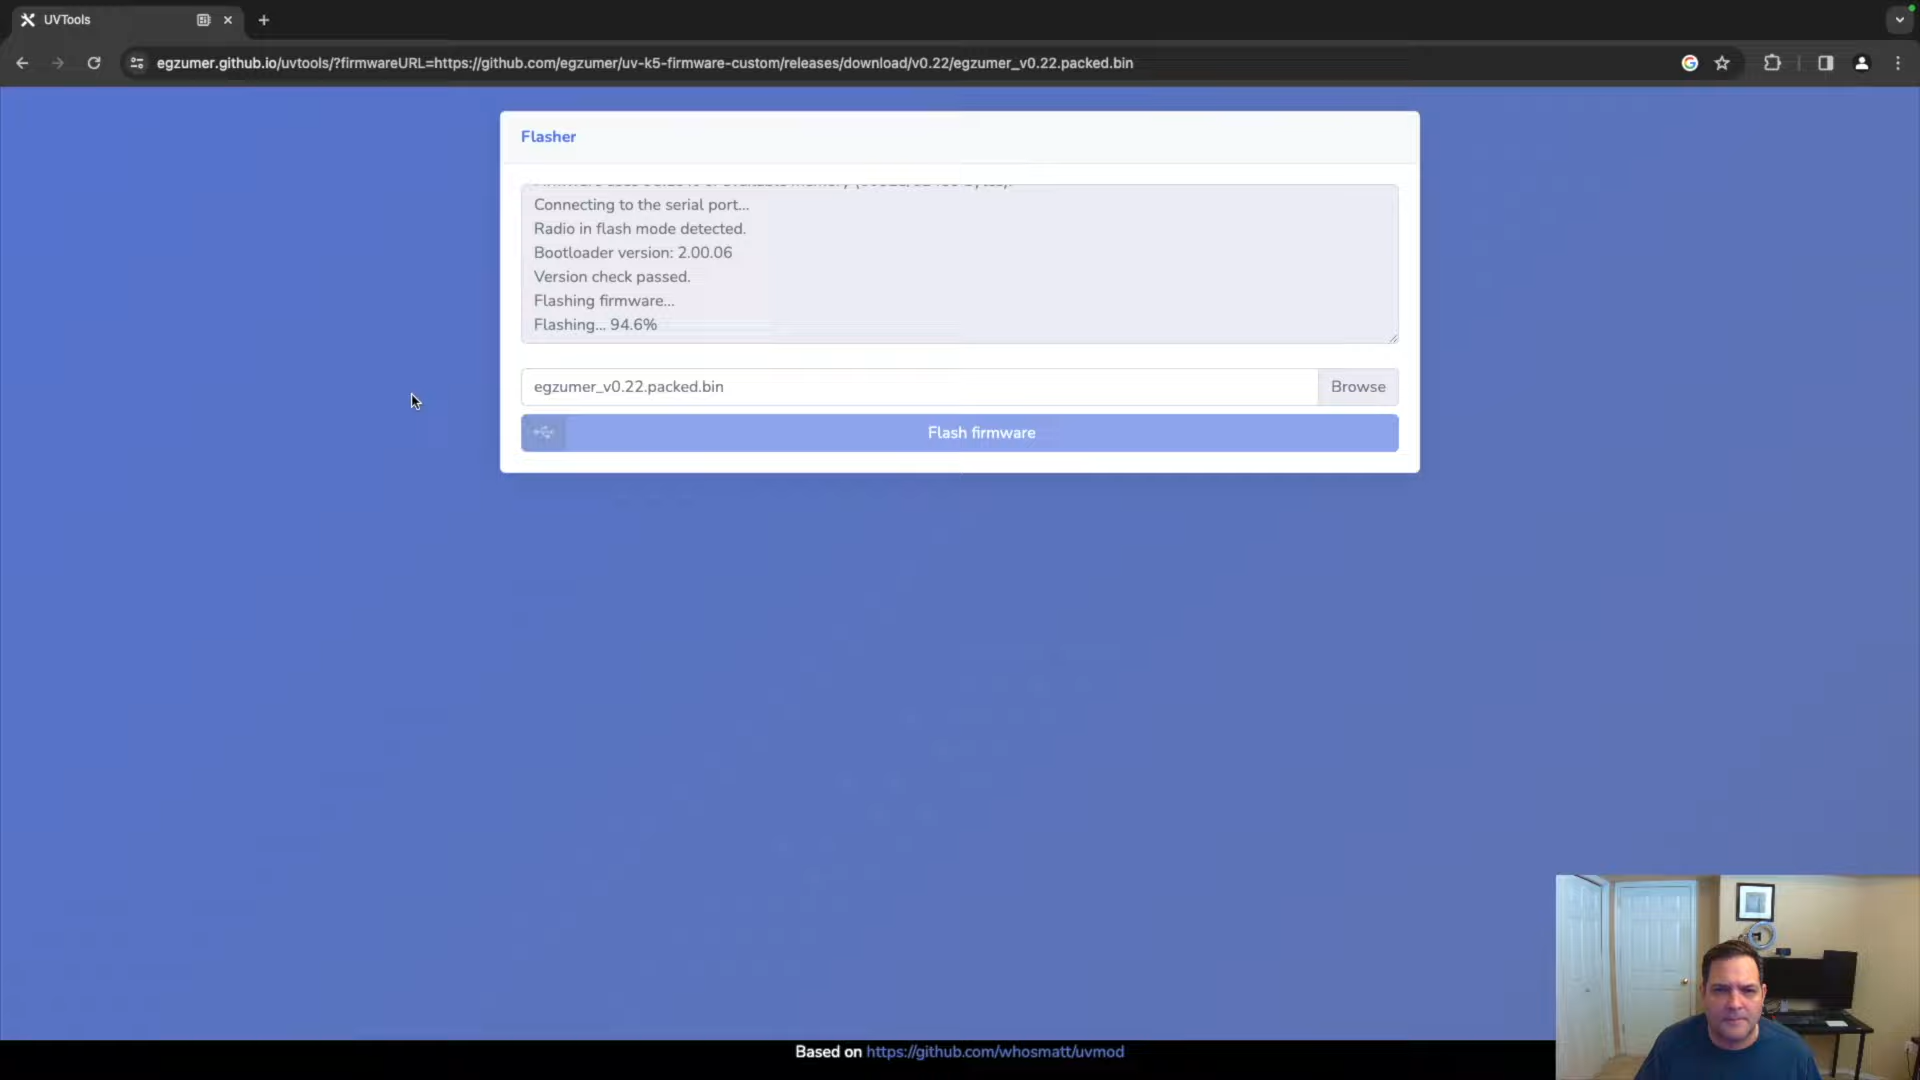 UVTools
egzumer.github.io/uvtools/?firmwareURL=https://github.com/egzumer/uv-k5-firmware-custom/releases/download/v0.22/egzumer_v0.22.packed.bin
Flasher
Connecting to the serial port...
Radio in flash mode detected.
Bootloader version: 2.00.06
Version check passed.
Flashing firmware...
Flashing... 94.6%
egzumer_v0.22.packed.bin
Browse
Flash firmware
Based on https://github.com/whosmatt/uvmod